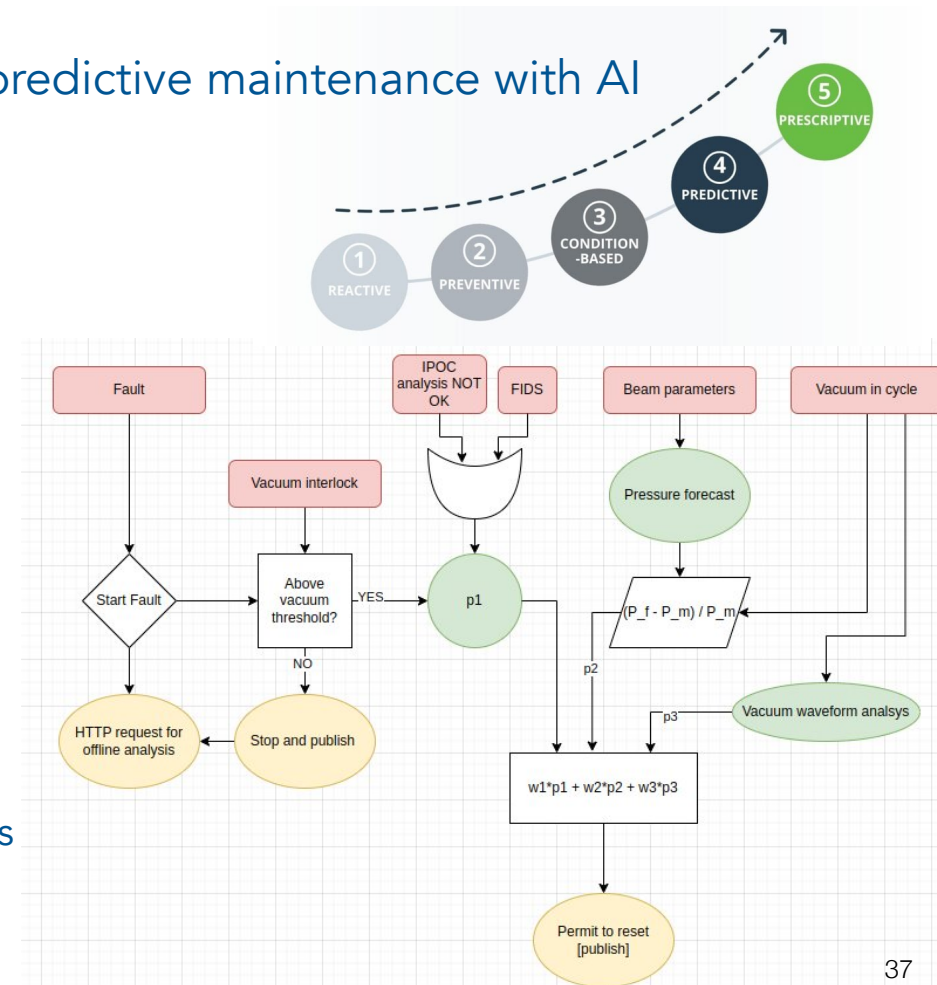 predictive maintenance with AI
1
REACTIVE
2
PREVENTIVE
3
CONDITION
-BASED
4
PREDICTIVE
5
PRESCRIPTIVE
Fault
IPOC
analysis NOT
OK
FIDS
Beam parameters
Vacuum in cycle
Vacuum interlock
Pressure forecast
Start Fault
Above
vacuum
threshold?
YES
p1
(P_f - P_m) / P_m
NO
p2
HTTP request for
offline analysis
Stop and publish
p3
Vacuum waveform analsys
w1*p1 + w2*p2 + w3*p3
s
Permit to reset
[publish]
37